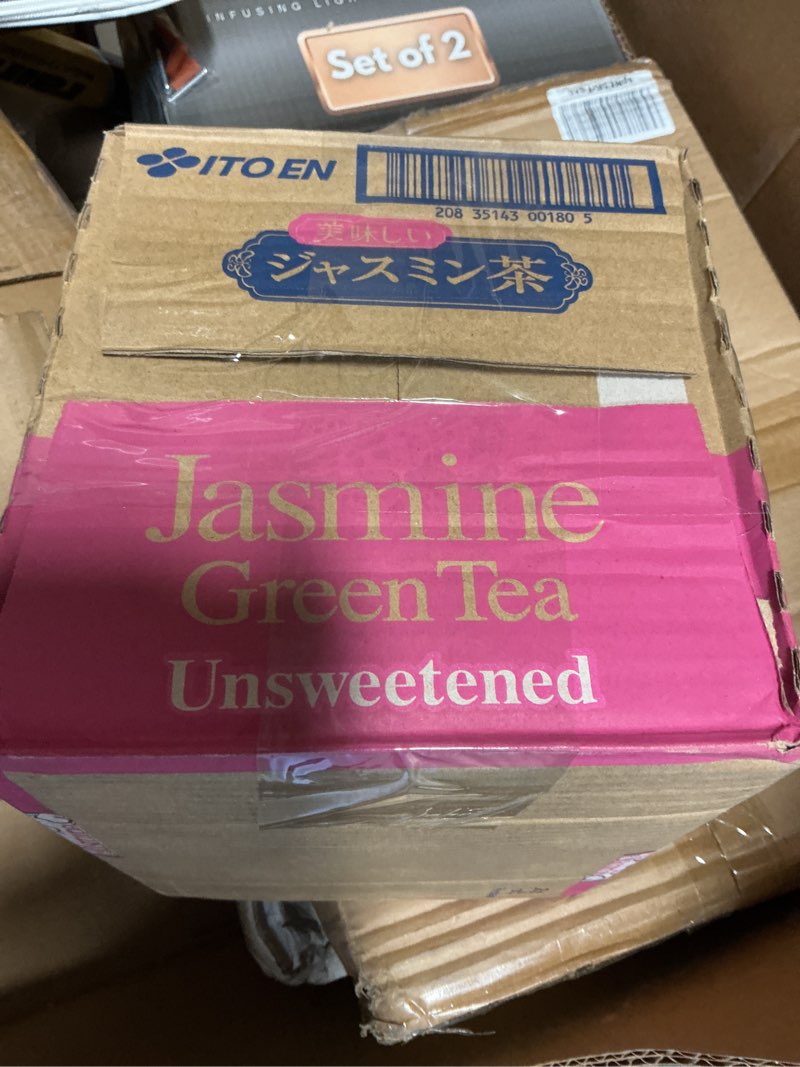 INFUSING
Set of 2
ITO EN
208 35143 00180 5
美味しい
ジャスミン茶
Jasmine
Green Tea
Unsweetened